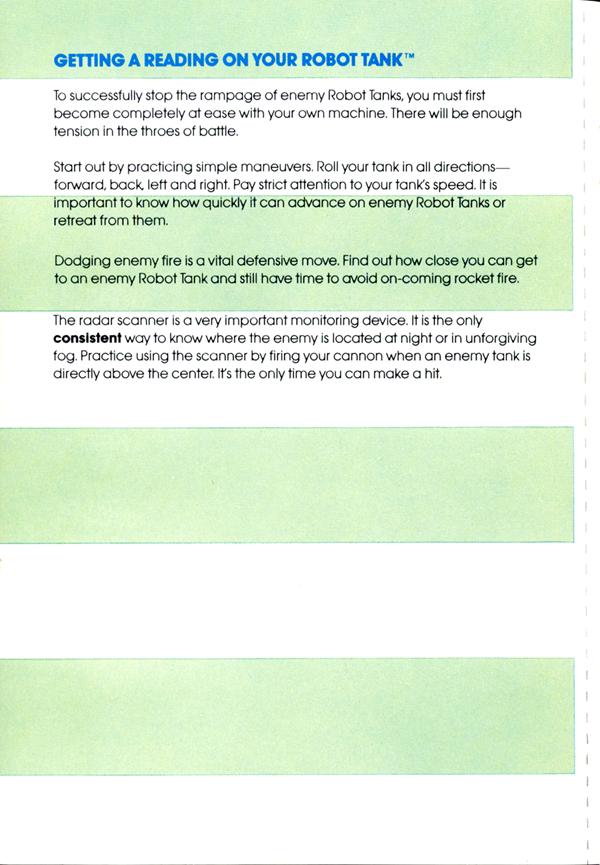 GETTING A READING ON YOUR ROBOT TANK™
To successfully stop the rampage of enemy Robot Tanks, you must first
become completely at ease with your own machine. There will be enough
tension in the throes of battle.
Start out by practicing simple maneuvers. Roll your tank in all directions—
forward, back, left and right. Pay strict attention to your tank's speed. It is
important to know how quickly it can advance on enemy Robot Tanks or
retreat from them.
Dodging enemy fire is a vital defensive move. Find out how close you can get
to an enemy Robot Tank and still have time to avoid on-coming rocket fire.
The radar scanner is a very important monitoring device. It is the only
consistent way to know where the enemy is located at night or in unforgiving
fog. Practice using the scanner by firing your cannon when an enemy tank is
directly above the center. It's the only time you can make a hit.